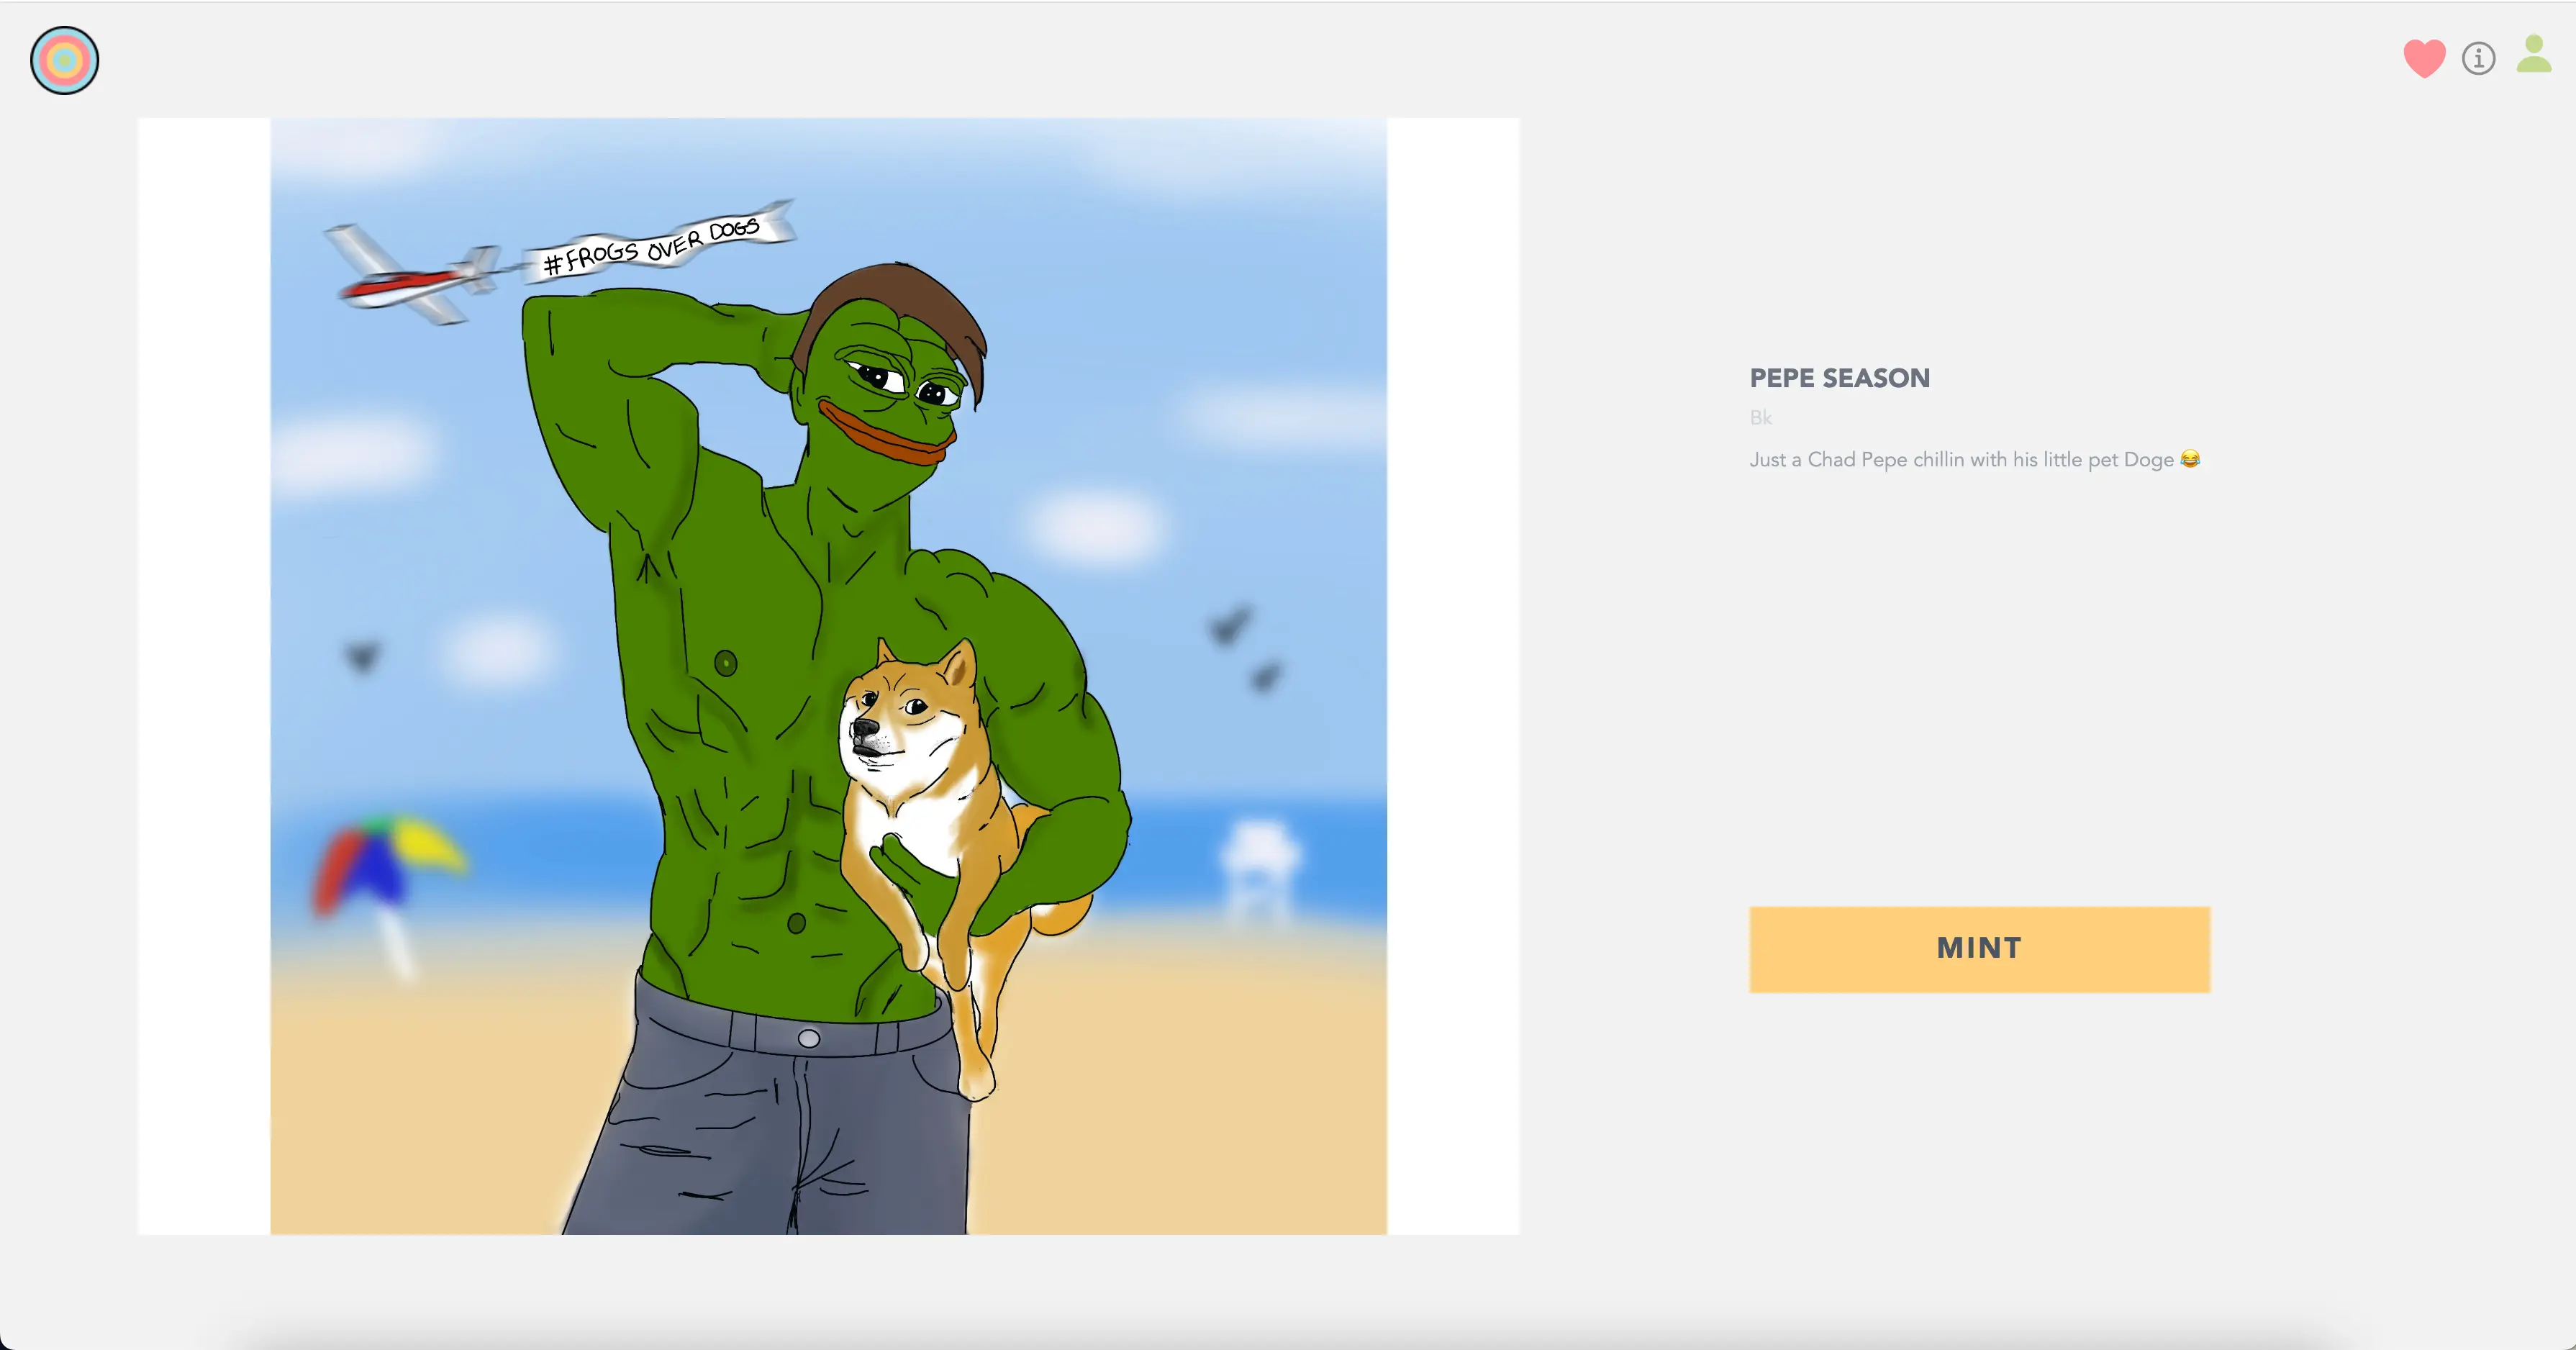 #FROGS OVER DOGS
PEPE SEASON
Bk
Just a Chad Pepe chillin with his little pet Doge 😂
MINT